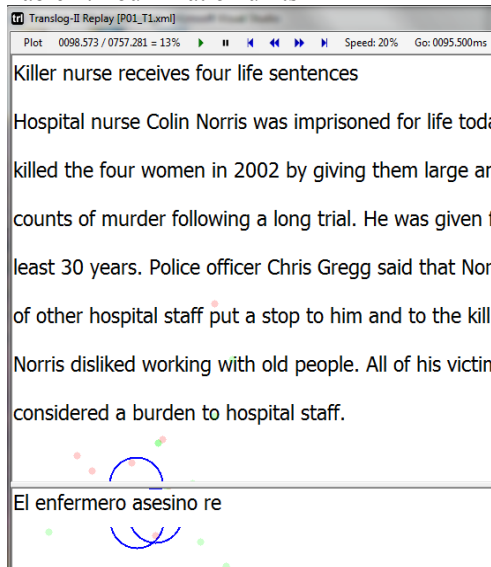 Translog-II Replay [P01_T1.xml]
Plot 0098.573 / 0757.281 = 13% Speed: 20% Go: 0095.500ms
Killer nurse receives four life sentences
Hospital nurse Colin Norris was imprisoned for life toda
killed the four women in 2002 by giving them large
counts of murder following a long trial. He was given f
least 30 years. Police officer Chris Gregg said that Nor
of other hospital staff put a stop to him and to the kill
Norris disliked working with old people. All of his victi
considered a burden to hospital staff.
El enfermero asesino re